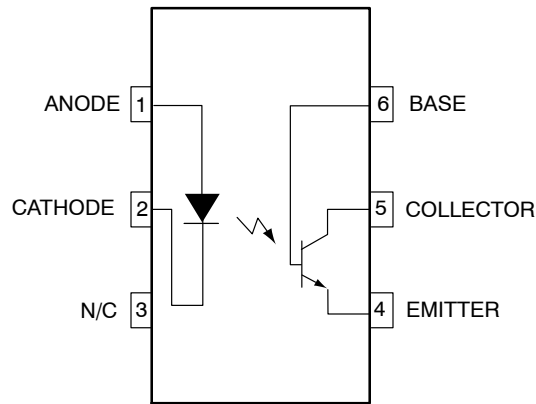 ANODE 1
6 BASE
CATHODE 2
5 COLLECTOR
N/C 3
4 EMITTER